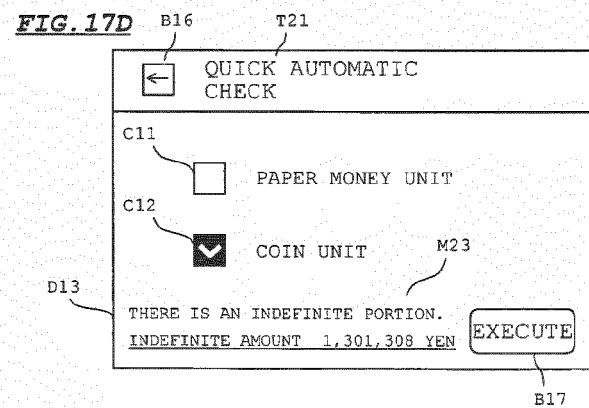 FIG. 17D
B16
T21
QUICK AUTOMATIC
CHECK
C11
PAPER MONEY UNIT
C12
COIN UNIT
M23
D13
THERE IS AN INDEFINITE PORTION.
INDEFINITE AMOUNT 1,301,308 YEN
EXECUTE
B17